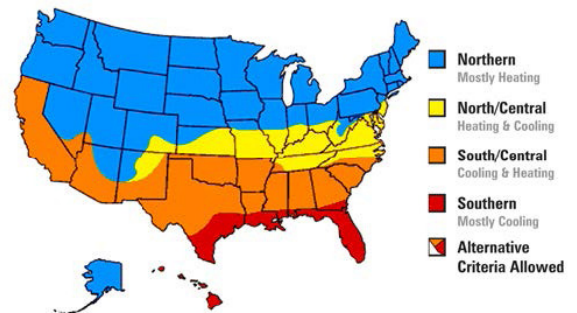 Northern
Mostly Heating
North/Central
Heating & Cooling
South/Central
Cooling & Heating
Southern
Mostly Cooling
Alternative
Criteria Allowed